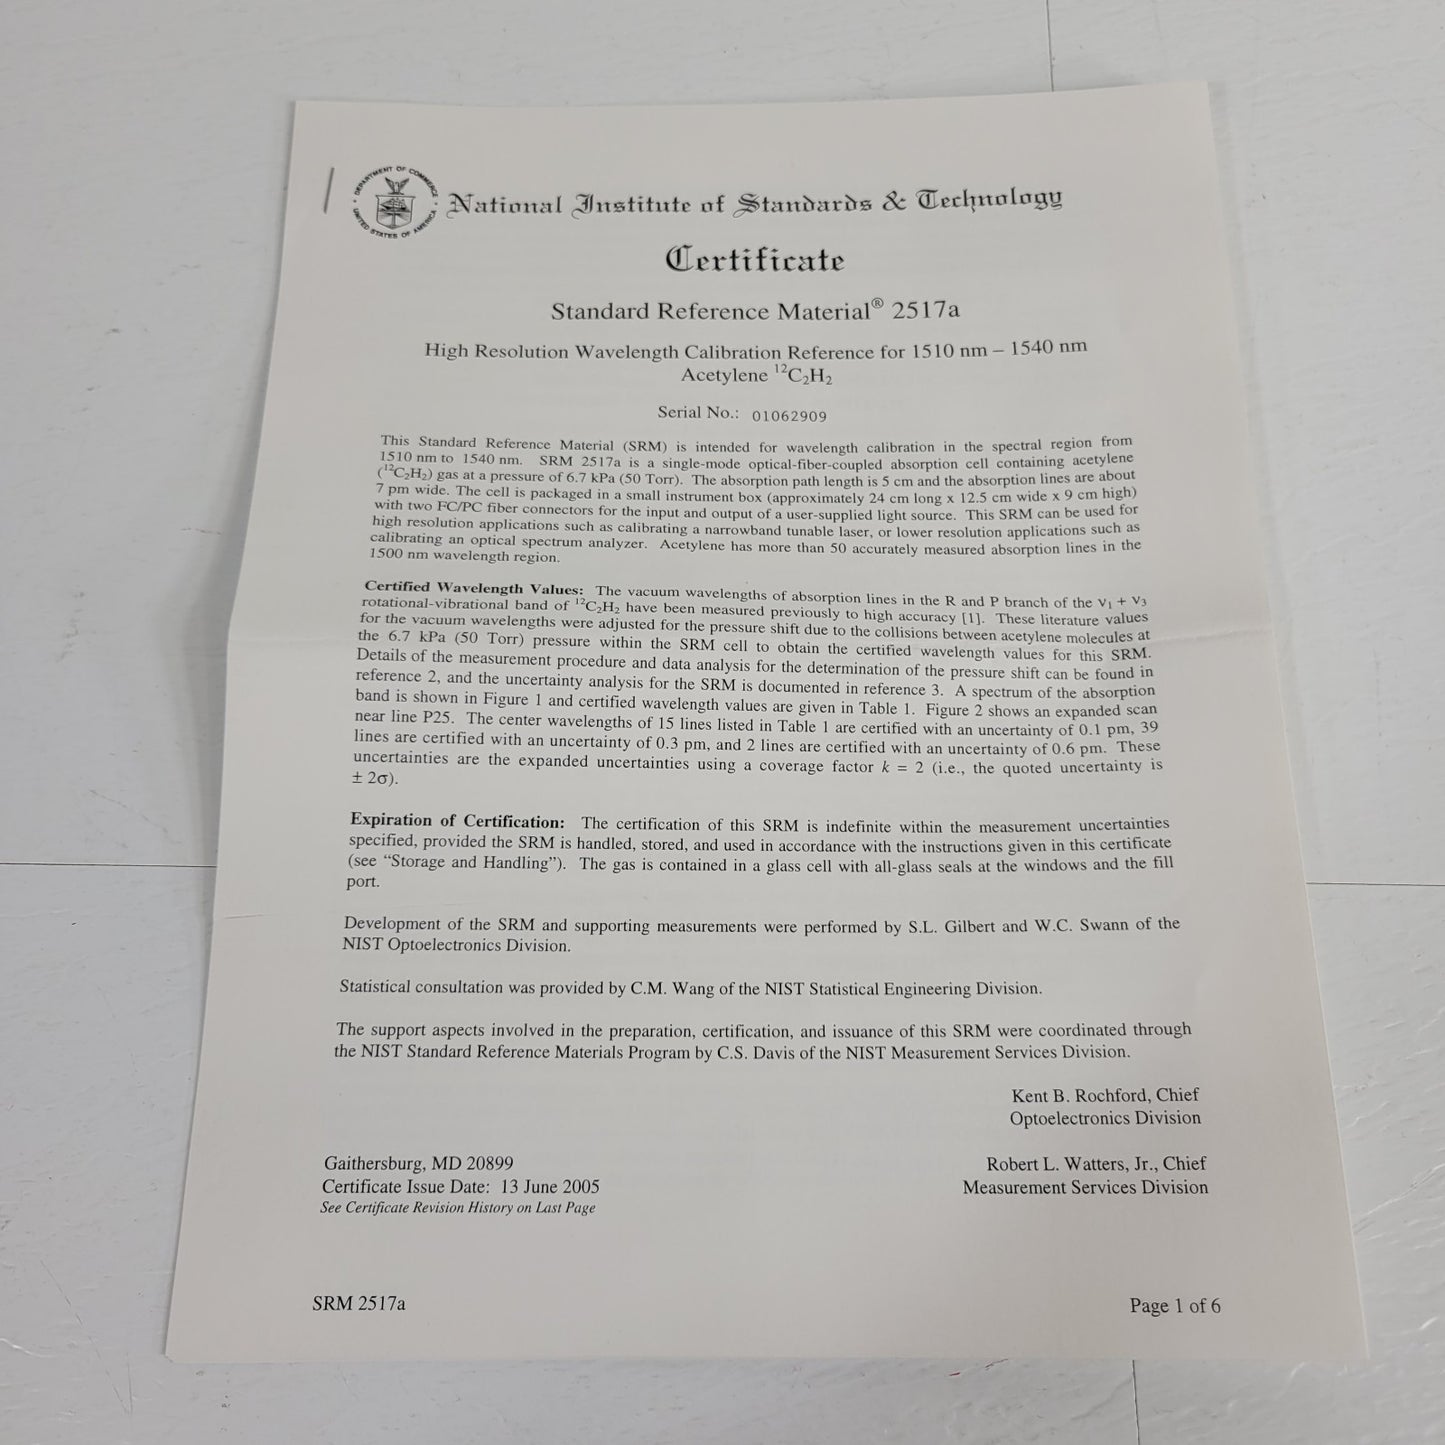 DEPARTMENT OF COMMERCE
UNITED STATES OF AMERICA
National Institute of Standards & Technology
Certificate
Standard Reference Material® 2517a
High Resolution Wavelength Calibration Reference for 1510 nm – 1540 nm
Acetylene ¹²C₂H₂
Serial No.: 01062909
This Standard Reference Material (SRM) is intended for wavelength calibration in the spectral region from
1510 nm to 1540 nm. SRM 2517a is a single-mode optical-fiber-coupled absorption cell containing acetylene
(¹²C₂H₂) gas at a pressure of 6.7 kPa (50 Torr). The absorption path length is 5 cm and the absorption lines are about
7 pm wide. The cell is packaged in a small instrument box (approximately 24 cm long x 12.5 cm wide x 9 cm high)
with two FC/PC fiber connectors for the input and output of a user-supplied light source. This SRM can be used for
high resolution applications such as calibrating a narrowband tunable laser, or lower resolution applications such as
calibrating an optical spectrum analyzer. Acetylene has more than 50 accurately measured absorption lines in the
1500 nm wavelength region.
Certified Wavelength Values: The vacuum wavelengths of absorption lines in the R and P branch of the ν₁ + ν₃
rotational-vibrational band of ¹²C₂H₂ have been measured previously to high accuracy [1]. These literature values
for the vacuum wavelengths were adjusted for the pressure shift due to the collisions between acetylene molecules at
the 6.7 kPa (50 Torr) pressure within the SRM cell to obtain the certified wavelength values for this SRM.
Details of the measurement procedure and data analysis for the determination of the pressure shift can be found in
reference 2, and the uncertainty analysis for the SRM is documented in reference 3. A spectrum of the absorption
band is shown in Figure 1 and certified wavelength values are given in Table 1. Figure 2 shows an expanded scan
near line P25. The center wavelengths of 15 lines listed in Table 1 are certified with an uncertainty of 0.1 pm, 39
lines are certified with an uncertainty of 0.3 pm, and 2 lines are certified with an uncertainty of 0.6 pm. These
uncertainties are the expanded uncertainties using a coverage factor k = 2 (i.e., the quoted uncertainty is
± 2σ).
Expiration of Certification: The certification of this SRM is indefinite within the measurement uncertainties
specified, provided the SRM is handled, stored, and used in accordance with the instructions given in this certificate
(see “Storage and Handling”). The gas is contained in a glass cell with all-glass seals at the windows and the fill
port.
Development of the SRM and supporting measurements were performed by S.L. Gilbert and W.C. Swann of the
NIST Optoelectronics Division.
Statistical consultation was provided by C.M. Wang of the NIST Statistical Engineering Division.
The support aspects involved in the preparation, certification, and issuance of this SRM were coordinated through
the NIST Standard Reference Materials Program by C.S. Davis of the NIST Measurement Services Division.
Kent B. Rochford, Chief
Optoelectronics Division
Gaithersburg, MD 20899
Robert L. Watters, Jr., Chief
Certificate Issue Date: 13 June 2005
Measurement Services Division
See Certificate Revision History on Last Page
SRM 2517a
Page 1 of 6